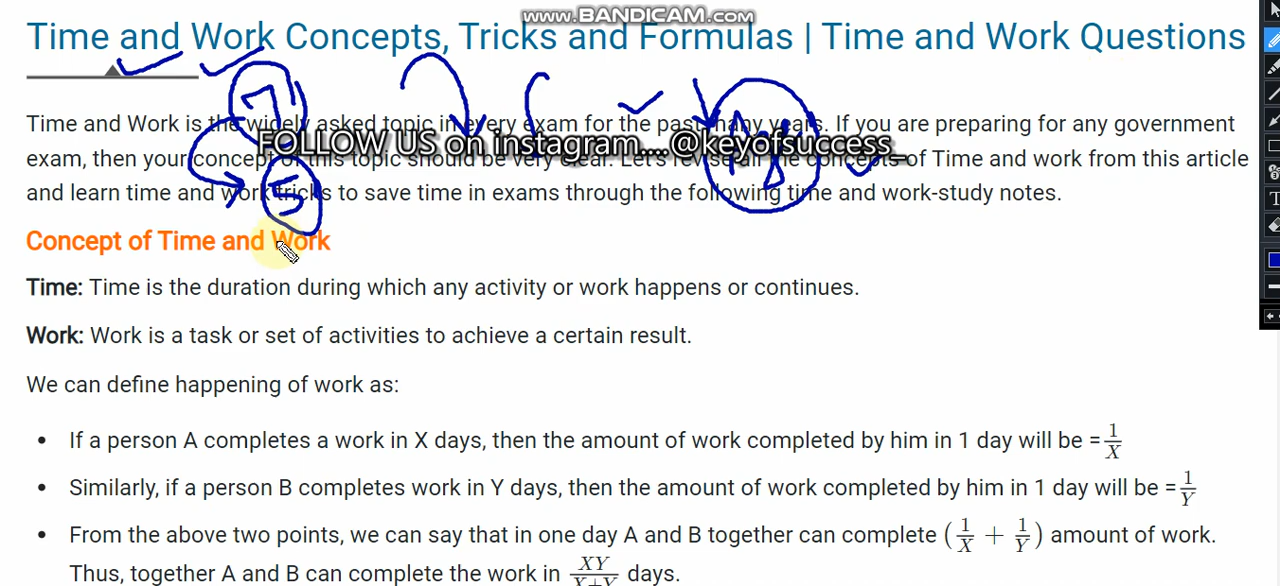 www.BANDICAM.com
Time and Work Concepts, Tricks and Formulas | Time and Work Questions
Time and Work is the widely asked topic in every exam for the past many years. If you are preparing for any government
FOLLOW US on instagram....@keyofsuccess_
exam, then your concept of this topic should be very clear. Let's revise all the concepts of Time and work from this article
and learn time and work tricks to save time in exams through the following time and work-study notes.
7
5
18
Concept of Time and Work
Time: Time is the duration during which any activity or work happens or continues.
Work: Work is a task or set of activities to achieve a certain result.
We can define happening of work as:
• If a person A completes a work in X days, then the amount of work completed by him in 1 day will be = 1/X
• Similarly, if a person B completes work in Y days, then the amount of work completed by him in 1 day will be = 1/Y
• From the above two points, we can say that in one day A and B together can complete (1/X + 1/Y) amount of work.
Thus, together A and B can complete the work in XY/X+Y days.